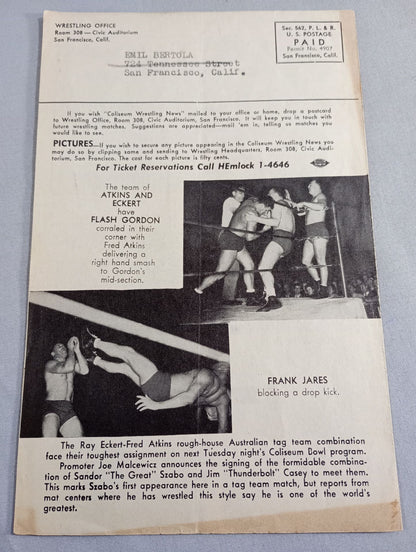 WRESTLING OFFICE
Room 308 — Civic Auditorium
San Francisco, Calif.
Sec. 562, P. L. & R.
U. S. POSTAGE
PAID
Permit No. 4907
San Francisco, Calif.
EMIL BERTOLA
724 Tennessee Street
San Francisco, Calif.
If you wish "Coliseum Wrestling News" mailed to your office or home, drop a postcard
to Wrestling Office, Room 308, Civic Auditorium, San Francisco. It will keep you in touch with
future wrestling matches. Suggestions are appreciated—mail 'em in, telling us matches you
would like to see.
PICTURES—If you wish to secure any picture appearing in the Coliseum Wrestling News you
may do so by clipping same and sending to Wrestling Headquarters, Room 308, Civic Audi-
torium, San Francisco. The cost for each picture is fifty cents.
For Ticket Reservations Call HEmlock 1-4646
The team of
ATKINS AND
ECKERT
have
FLASH GORDON
corraled in their
corner with
Fred Atkins
delivering a
right hand smash
to Gordon's
mid-section.
FRANK JARES
blocking a drop kick.
The Ray Eckert-Fred Atkins rough-house Australian tag team combination
face their toughest assignment on next Tuesday night's Coliseum Bowl program.
Promoter Joe Malcewicz announces the signing of the formidable combina-
tion of Sandor "The Great" Szabo and Jim "Thunderbolt" Casey to meet them.
This marks Szabo's first appearance here in a tag team match, but reports from
mat centers where he has wrestled this style say he is one of the world's
greatest.